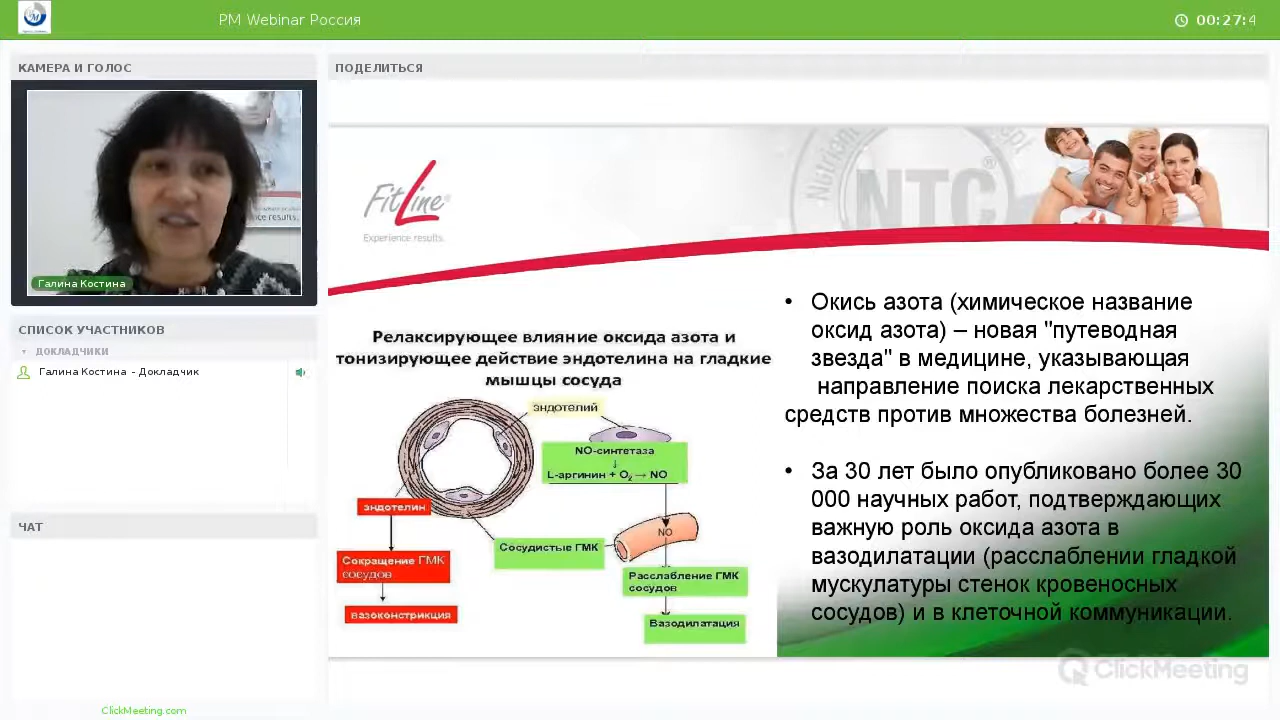 PM Webinar Россия
00:27:4
КАМЕРА И ГОЛОС
ПОДЕЛИТЬСЯ
Галина Костина
ce results.
СПИСОК УЧАСТНИКОВ
ДОКЛАДЧИКИ
Галина Костина - Докладчик
ЧАТ
ClickMeeting.com
FitLine®
Experience results.
NTC®
Релаксирующее влияние оксида азота и
тонизирующее действие эндотелина на гладкие
мышцы сосуда
эндотелий
NO-синтетаза
↓
L-аргинин + O₂ → NO
эндотелин
NO
Сосудистые ГМК
Сокращение ГМК
сосудов
Расслабление ГМК
сосудов
вазоконстрикция
Вазодилатация
• Окись азота (химическое название
оксид азота) – новая "путеводная
звезда" в медицине, указывающая
направление поиска лекарственных
средств против множества болезней.
• За 30 лет было опубликовано более 30
000 научных работ, подтверждающих
важную роль оксида азота в
вазодилатации (расслаблении гладкой
мускулатуры стенок кровеносных
сосудов) и в клеточной коммуникации.
ClickMeeting